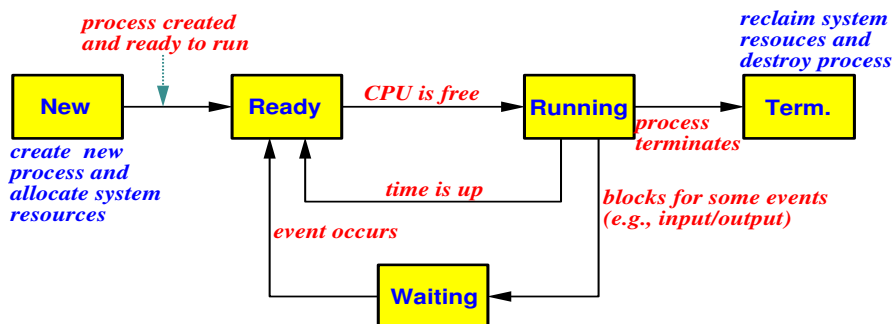 process created
and ready to run
reclaim system
resouces and
destroy process
New
Ready
CPU is free
Running
Term.
process
terminates
create new
process and
allocate system
resources
time is up
blocks for some events
(e.g., input/output)
event occurs
Waiting